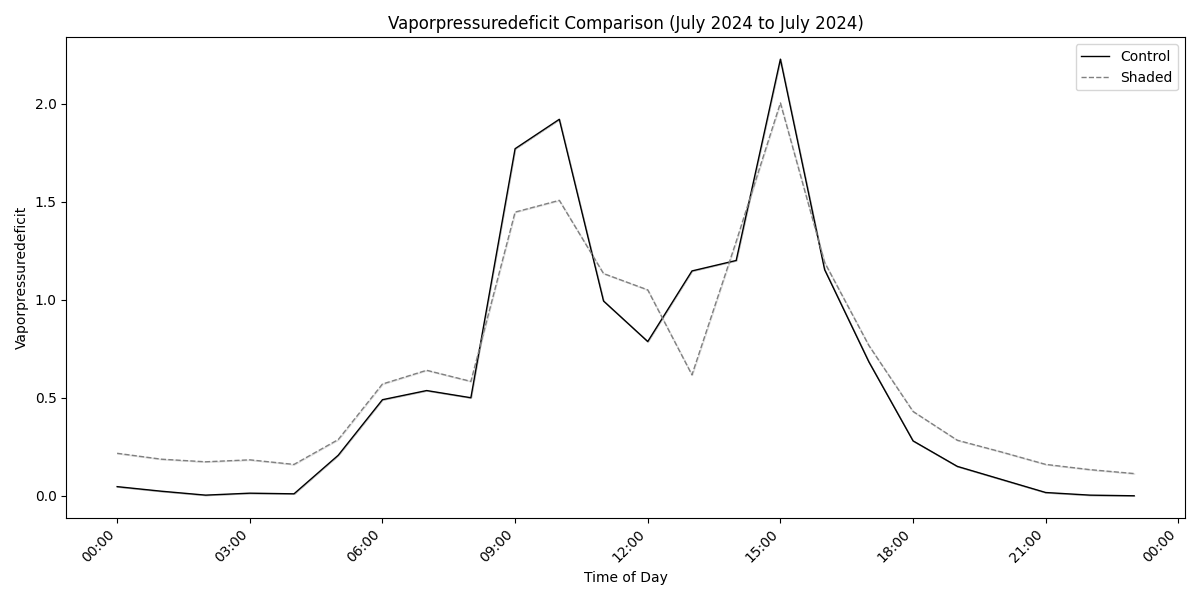 Vaporpressuredeficit Comparison (July 2024 to July 2024)
Control
Shaded
Vaporpressuredeficit
2.0
1.5
1.0
0.5
0.0
00:00
03:00
06:00
09:00
12:00
15:00
18:00
21:00
00:00
Time of Day